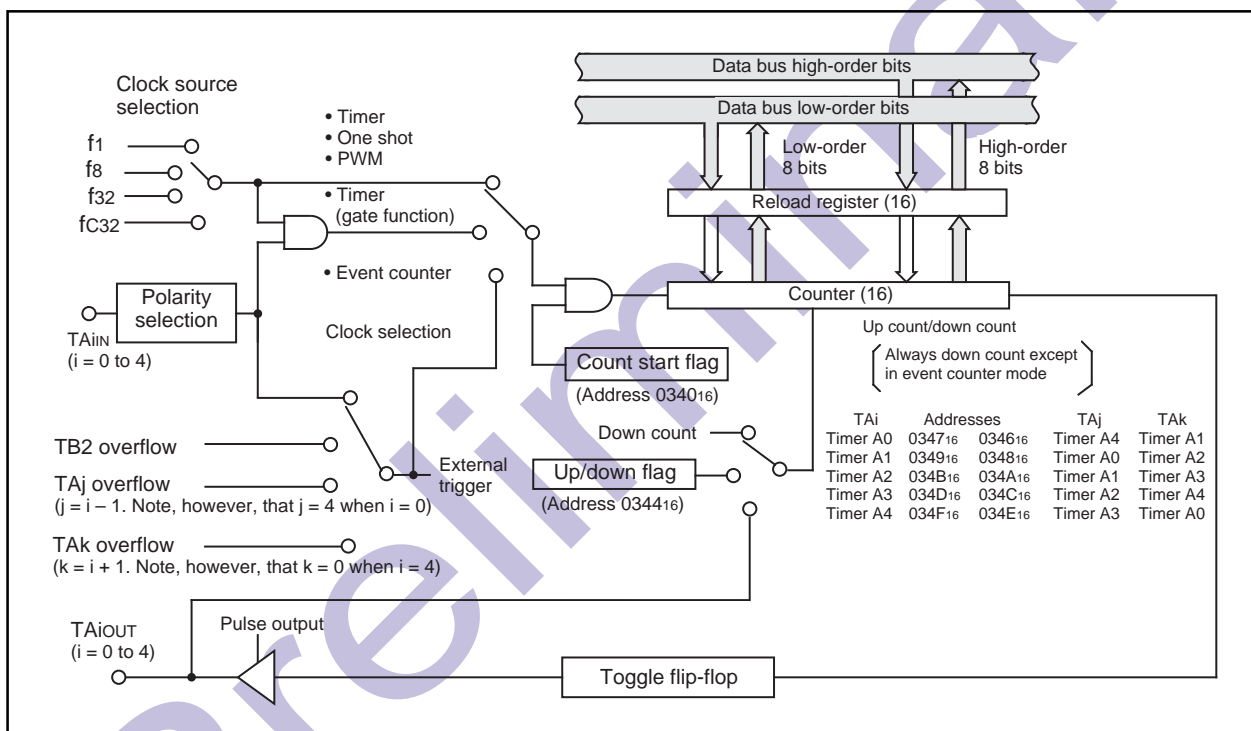 Clock source
selection
f1
f8
f32
fC32
• Timer
• One shot
• PWM
• Timer
(gate function)
• Event counter
Clock selection
Polarity
selection
TAiIN
(i = 0 to 4)
TB2 overflow
TAj overflow
(j = i – 1. Note, however, that j = 4 when i = 0)
TAk overflow
(k = i + 1. Note, however, that k = 0 when i = 4)
External
trigger
Data bus high-order bits
Data bus low-order bits
Low-order
8 bits
High-order
8 bits
Reload register (16)
Counter (16)
Up count/down count
Always down count except
in event counter mode
Count start flag
(Address 034016)
Down count
Up/down flag
(Address 034416)
TAi Addresses TAj TAk
Timer A0 034716 034616 Timer A4 Timer A1
Timer A1 034916 034816 Timer A0 Timer A2
Timer A2 034B16 034A16 Timer A1 Timer A3
Timer A3 034D16 034C16 Timer A2 Timer A4
Timer A4 034F16 034E16 Timer A3 Timer A0
TAiOUT
(i = 0 to 4)
Pulse output
Toggle flip-flop